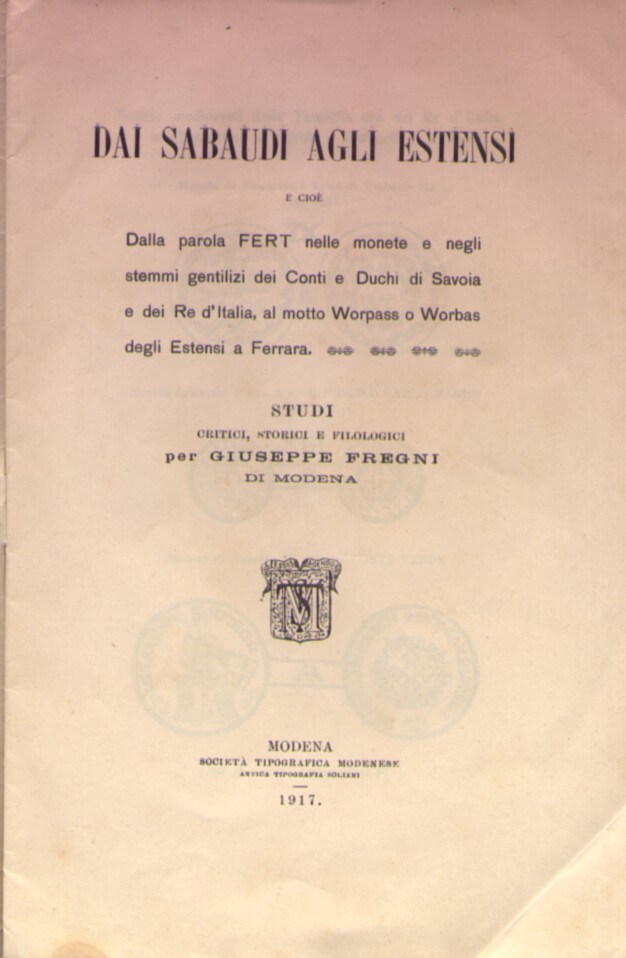 DAI SABAUDI AGLI ESTENSI
E CIOÈ
Dalla parola FERT nelle monete e negli
stemmi gentilizi dei Conti e Duchi di Savoia
e dei Re d'Italia, al motto Worpass o Worbas
degli Estensi a Ferrara.
STUDI
CRITICI, STORICI E FILOLOGICI
per GIUSEPPE FREGNI
DI MODENA
MODENA
SOCIETÀ TIPOGRAFICA MODENESE
ANTICA TIPOGRAFIA SOLIANI
1917.